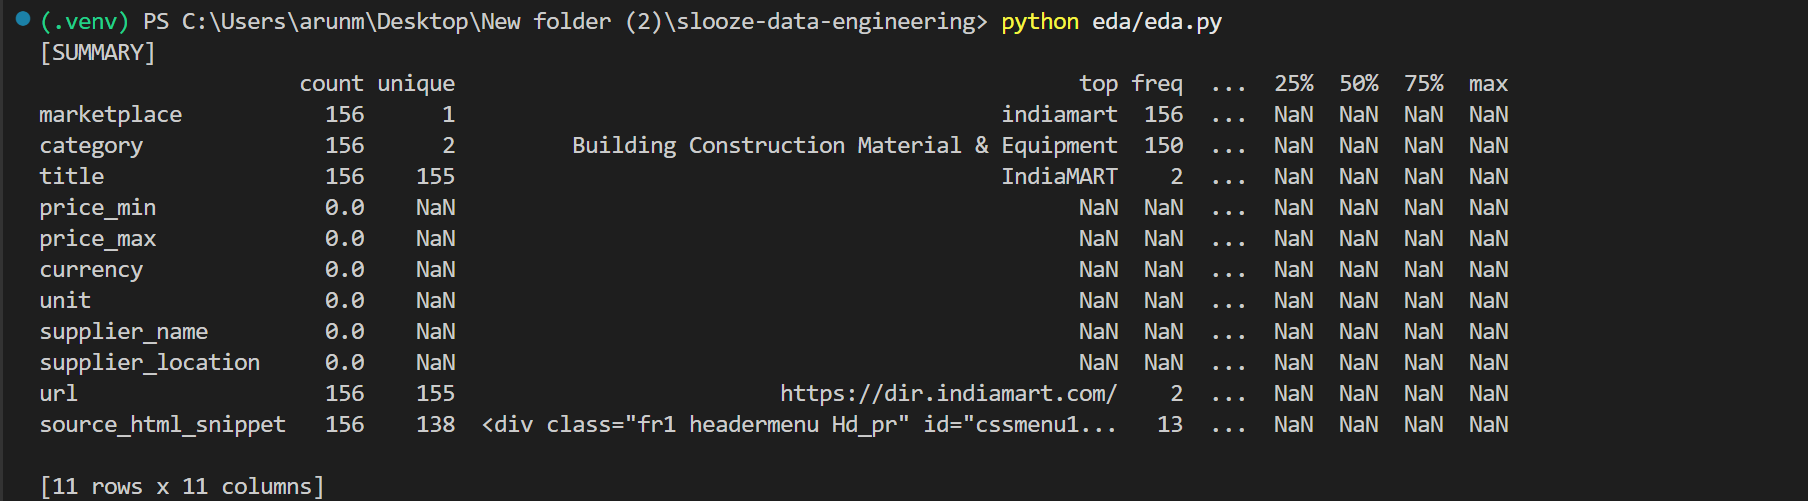 (.venv) PS C:\Users\arunm\Desktop\New folder (2)\slooze-data-engineering> python eda/eda.py
[SUMMARY]
                   count unique                                                top freq  ...  25%  50%  75%  max
marketplace          156      1                                          indiamart  156  ...  NaN  NaN  NaN  NaN
category             156      2           Building Construction Material & Equipment  150  ...  NaN  NaN  NaN  NaN
title                156    155                                          IndiaMART    2  ...  NaN  NaN  NaN  NaN
price_min            0.0    NaN                                                NaN  NaN  ...  NaN  NaN  NaN  NaN
price_max            0.0    NaN                                                NaN  NaN  ...  NaN  NaN  NaN  NaN
currency             0.0    NaN                                                NaN  NaN  ...  NaN  NaN  NaN  NaN
unit                 0.0    NaN                                                NaN  NaN  ...  NaN  NaN  NaN  NaN
supplier_name        0.0    NaN                                                NaN  NaN  ...  NaN  NaN  NaN  NaN
supplier_location    0.0    NaN                                                NaN  NaN  ...  NaN  NaN  NaN  NaN
url                  156    155                         https://dir.indiamart.com/    2  ...  NaN  NaN  NaN  NaN
source_html_snippet  156    138  <div class="fr1 headermenu Hd_pr" id="cssmenu1...   13  ...  NaN  NaN  NaN  NaN
[11 rows x 11 columns]